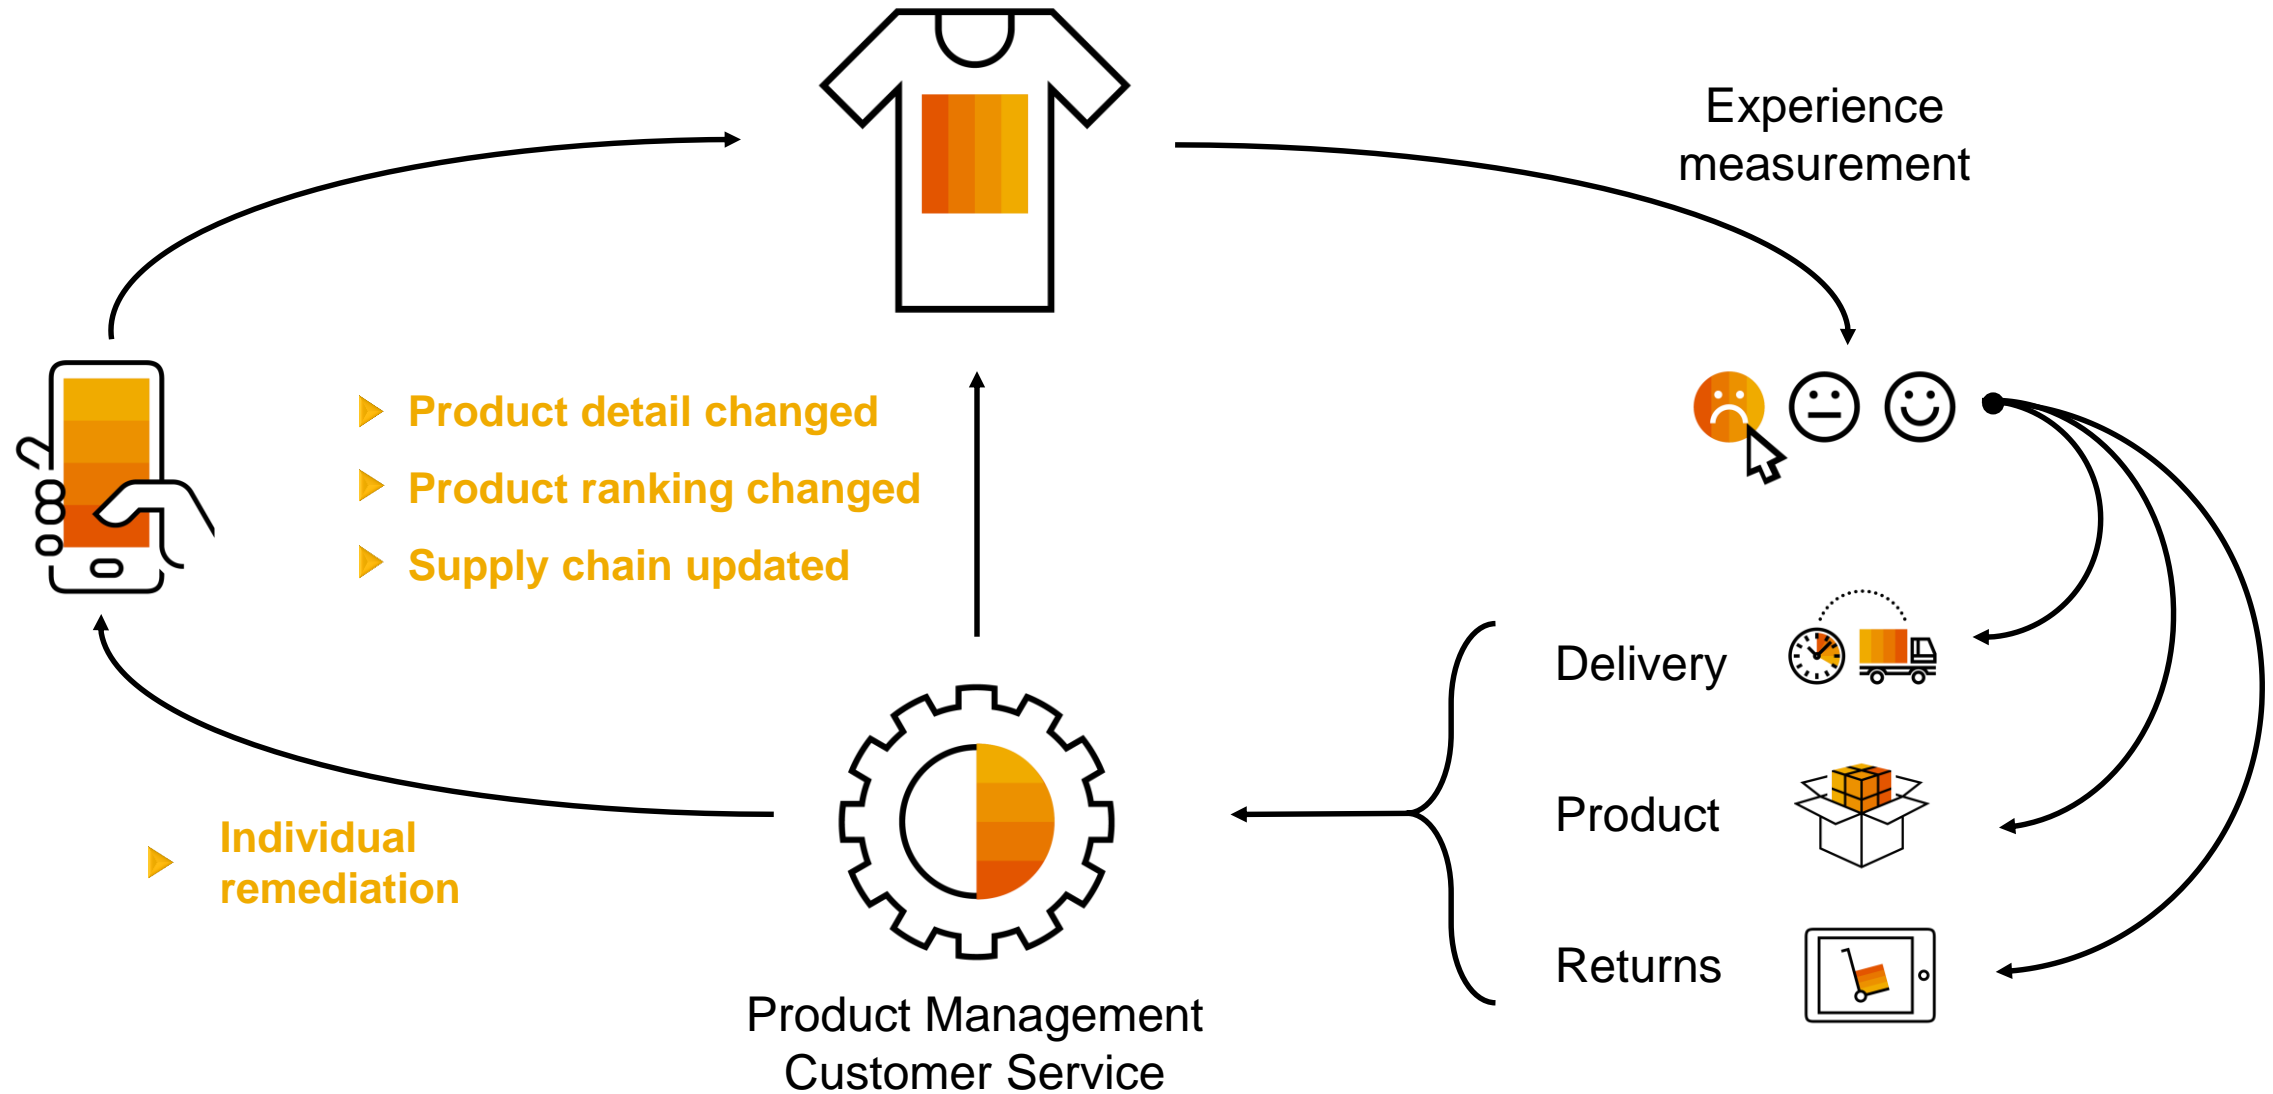 Experience
measurement
Product detail changed
Product ranking changed
Supply chain updated
Delivery
Product
Returns
Individual
remediation
Product Management
Customer Service